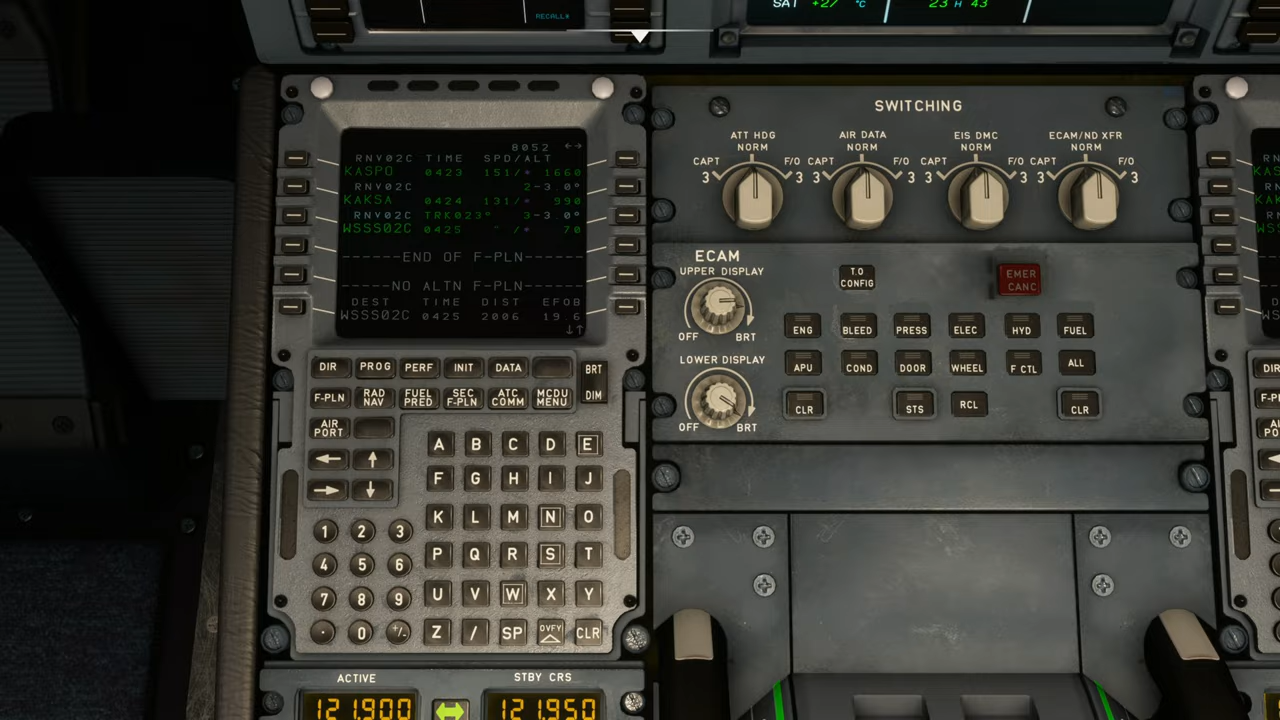 RECALL*
SAT +27 °C
23 H 43
8052 ←→
RNV02C TIME SPD/ALT
KASPO 0423 151/* 1660
RNV02C 2-3.0°
KAKSA 0424 131/* 990
RNV02C TRK023° 3-3.0°
WSSS02C 0425 " /* 70
------END OF F-PLN------
-----NO ALTN F-PLN-----
DEST TIME DIST EFOB
WSSS02C 0425 2006 19.6
↓↑
DIR PROG PERF INIT DATA
BRT
DIM
F-PLN RAD NAV FUEL PRED SEC F-PLN ATC COMM MCDU MENU
AIR PORT
← ↑
→ ↓
A B C D E
F G H I J
K L M N O
P Q R S T
U V W X Y
Z / SP OVFY CLR
1 2 3
4 5 6
7 8 9
. 0 +/-
ACTIVE STBY CRS
121.900 121.950
SWITCHING
ATT HDG NORM AIR DATA NORM EIS DMC NORM ECAM/ND XFR NORM
CAPT F/O CAPT F/O CAPT F/O CAPT F/O
3 3 3 3 3 3 3 3
ECAM
UPPER DISPLAY
OFF BRT
LOWER DISPLAY
OFF BRT
T.O CONFIG
EMER CANC
ENG BLEED PRESS ELEC HYD FUEL
APU COND DOOR WHEEL F CTL ALL
CLR STS RCL CLR